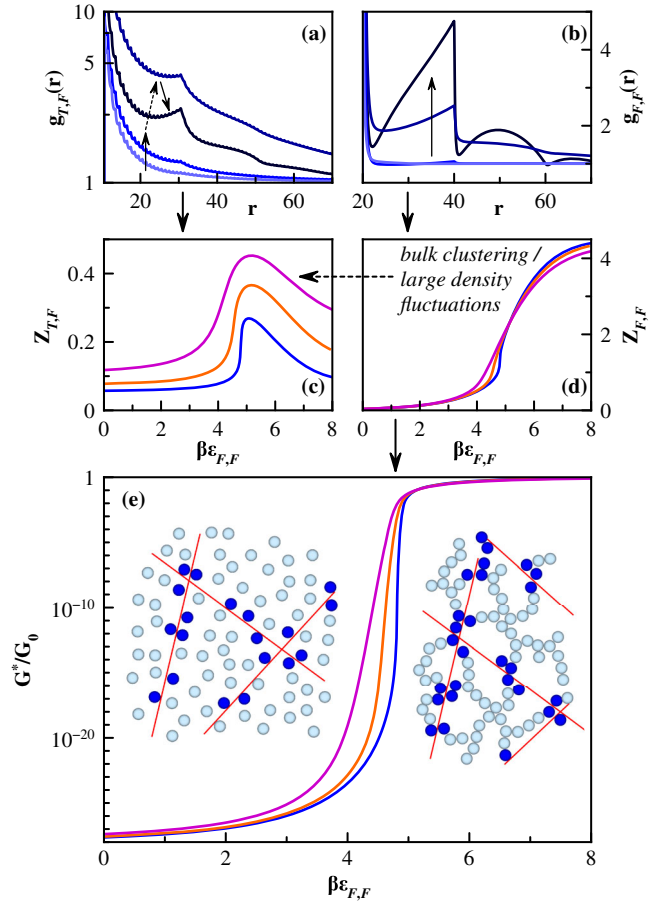 10
5
1
g_{T,F}(r)
(a)
20 40 60
r
(b)
4
2
g_{F,F}(r)
20 40 60
r
0.4
0.2
0
Z_{T,F}
(c)
0 2 4 6 8
βε_{F,F}
bulk clustering /
large density
fluctuations
(d)
4
2
0
Z_{F,F}
0 2 4 6 8
βε_{F,F}
(e)
1
10^{-10}
10^{-20}
G^*/G_0
0 2 4 6 8
βε_{F,F}